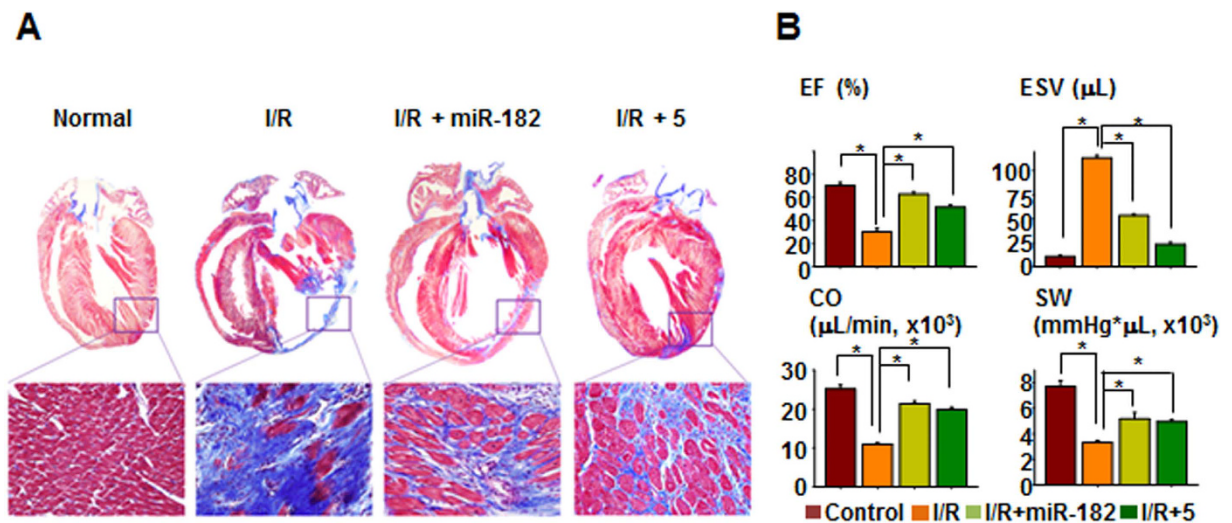 A
B
Normal
I/R
I/R + miR-182
I/R + 5
EF (%)
80
60
40
20
0
*
*
*
ESV (µL)
100
75
50
25
0
*
*
*
CO
(µL/min, x10³)
30
20
10
0
*
*
*
SW
(mmHg*µL, x10³)
8
6
4
2
0
*
*
*
Control I/R I/R+miR-182 I/R+5